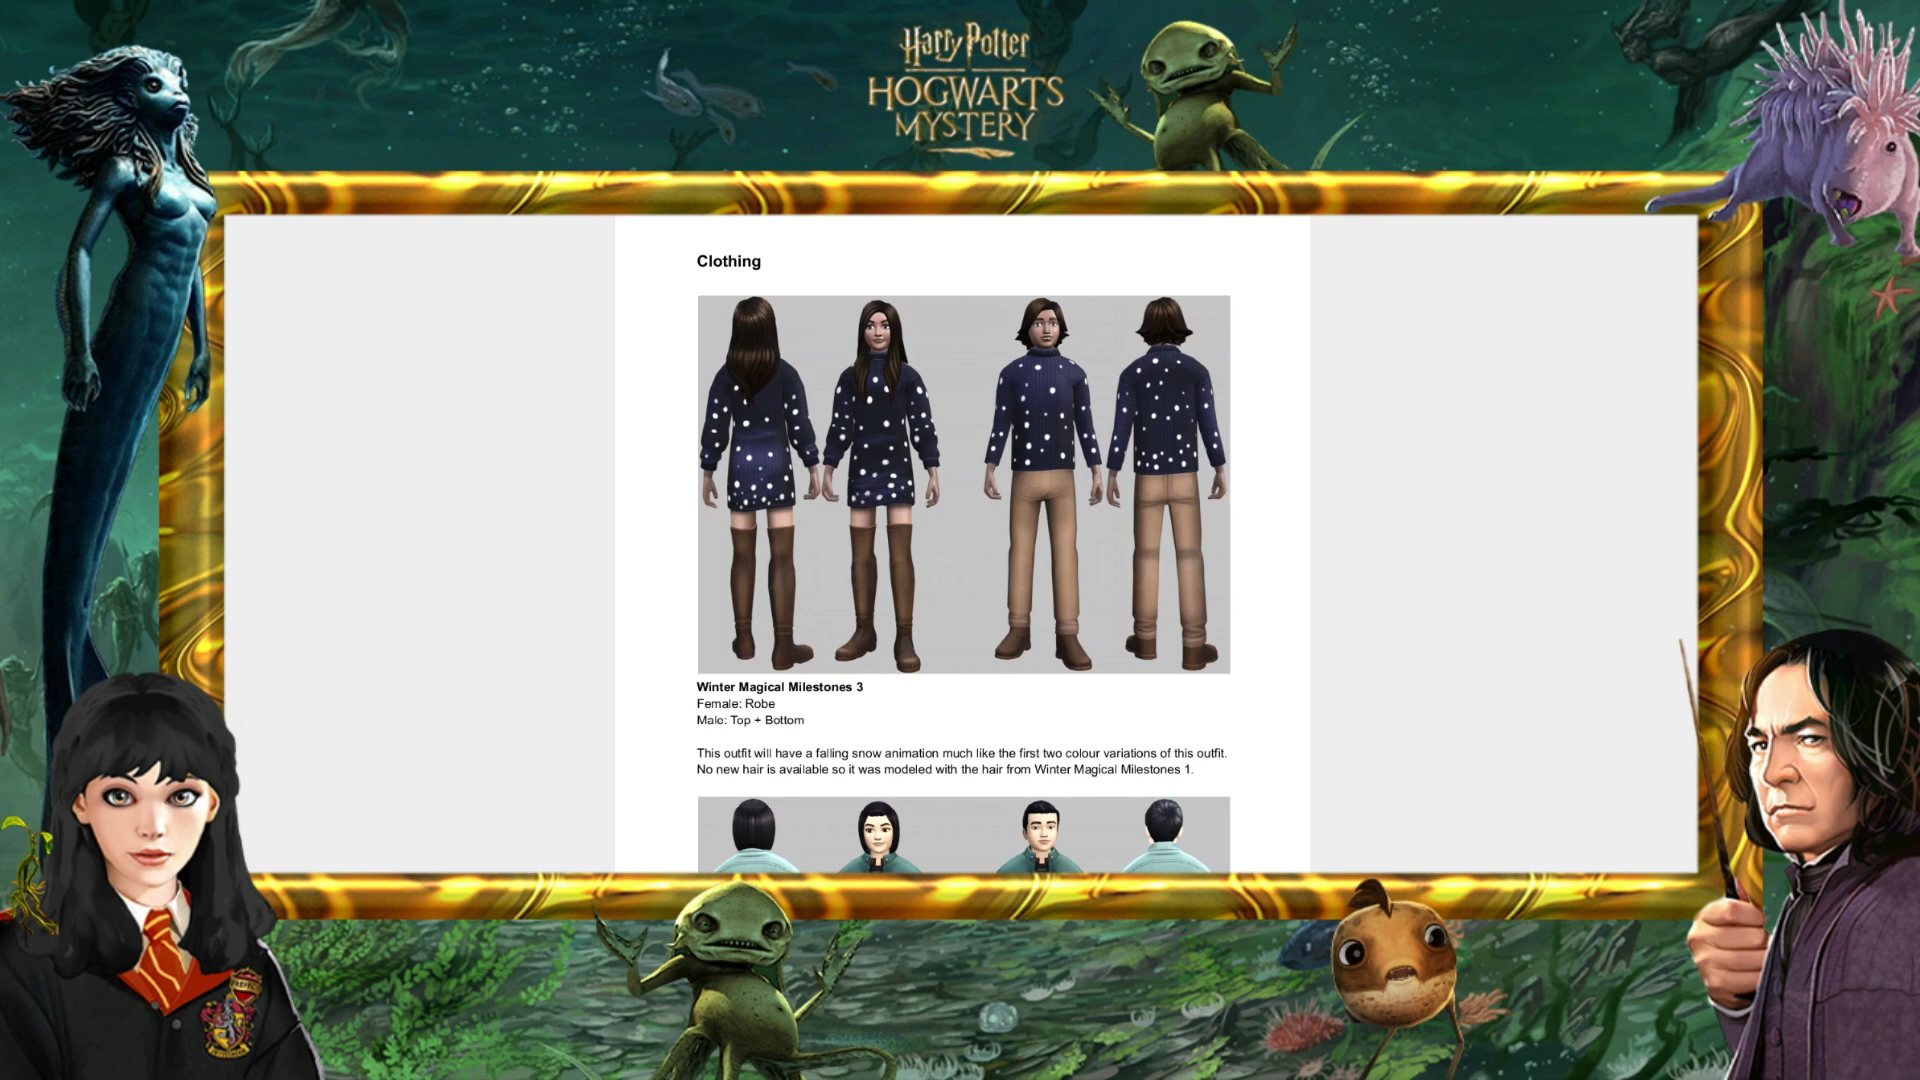 Harry Potter
HOGWARTS
MYSTERY
Clothing
Winter Magical Milestones 3
Female: Robe
Male: Top + Bottom
This outfit will have a falling snow animation much like the first two colour variations of this outfit.
No new hair is available so it was modeled with the hair from Winter Magical Milestones 1.
PREFECT